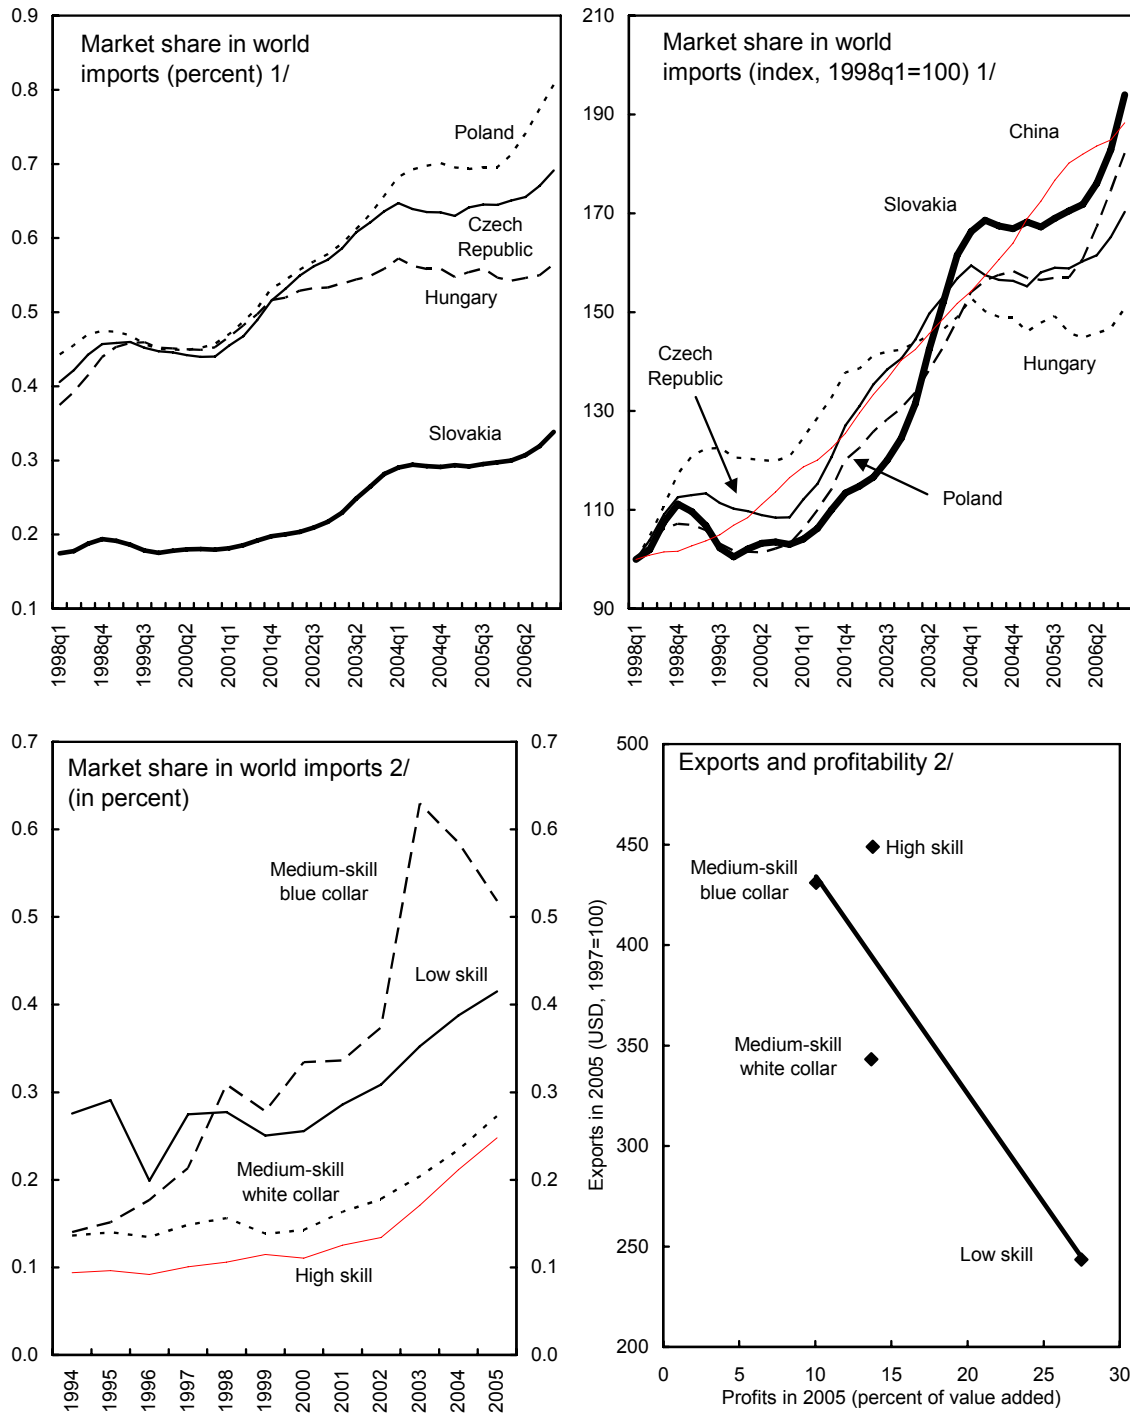 Market share in world
imports (percent) 1/
0.9
0.8
0.7
0.6
0.5
0.4
0.3
0.2
0.1
Poland
Czech
Republic
Hungary
Slovakia
1998q1
1998q4
1999q3
2000q2
2001q1
2001q4
2002q3
2003q2
2004q1
2004q4
2005q3
2006q2
Market share in world
imports (index, 1998q1=100) 1/
210
190
170
150
130
110
90
China
Slovakia
Czech
Republic
Hungary
Poland
1998q1
1998q4
1999q3
2000q2
2001q1
2001q4
2002q3
2003q2
2004q1
2004q4
2005q3
2006q2
Market share in world imports 2/
(in percent)
0.7
0.6
0.5
0.4
0.3
0.2
0.1
0.0
0.7
0.6
0.5
0.4
0.3
0.2
0.1
0.0
Medium-skill
blue collar
Low skill
Medium-skill
white collar
High skill
1994
1995
1996
1997
1998
1999
2000
2001
2002
2003
2004
2005
Exports and profitability 2/
Exports in 2005 (USD, 1997=100)
500
450
400
350
300
250
200
High skill
Medium-skill
blue collar
Medium-skill
white collar
Low skill
0
5
10
15
20
25
30
Profits in 2005 (percent of value added)